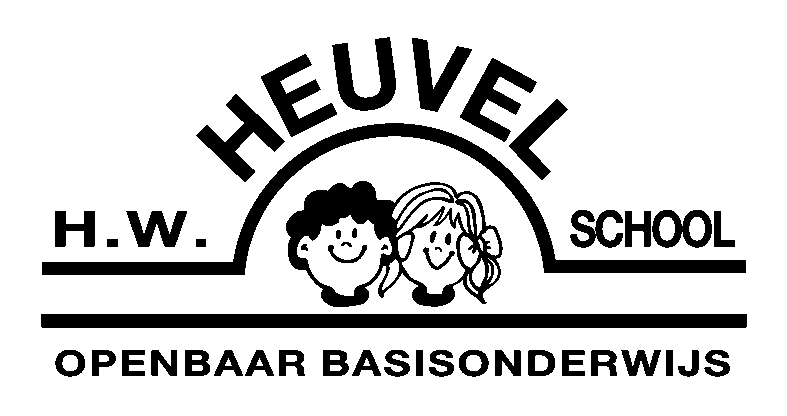 HEUVEL
H.W. SCHOOL
OPENBAAR BASISONDERWIJS